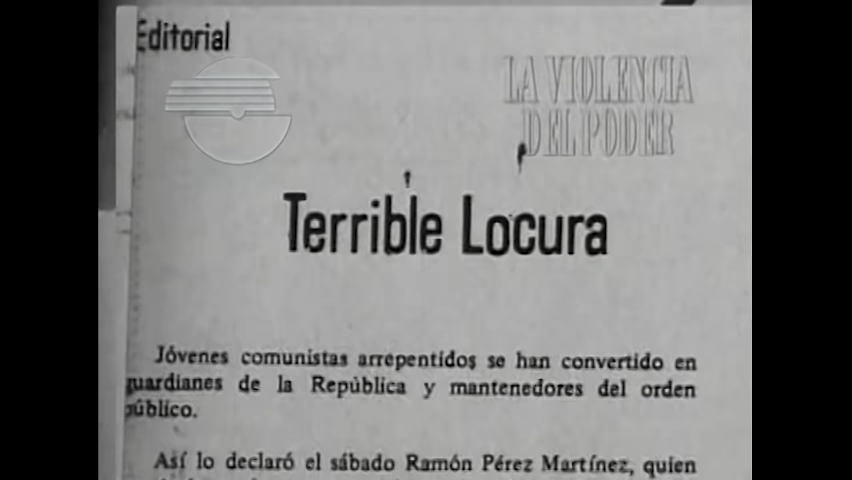 Editorial
LA VIOLENCIA
DEL PODER
Terrible Locura
Jóvenes comunistas arrepentidos se han convertido en
guardianes de la República y mantenedores del orden
público.
Así lo declaró el sábado Ramón Pérez Martínez, quien